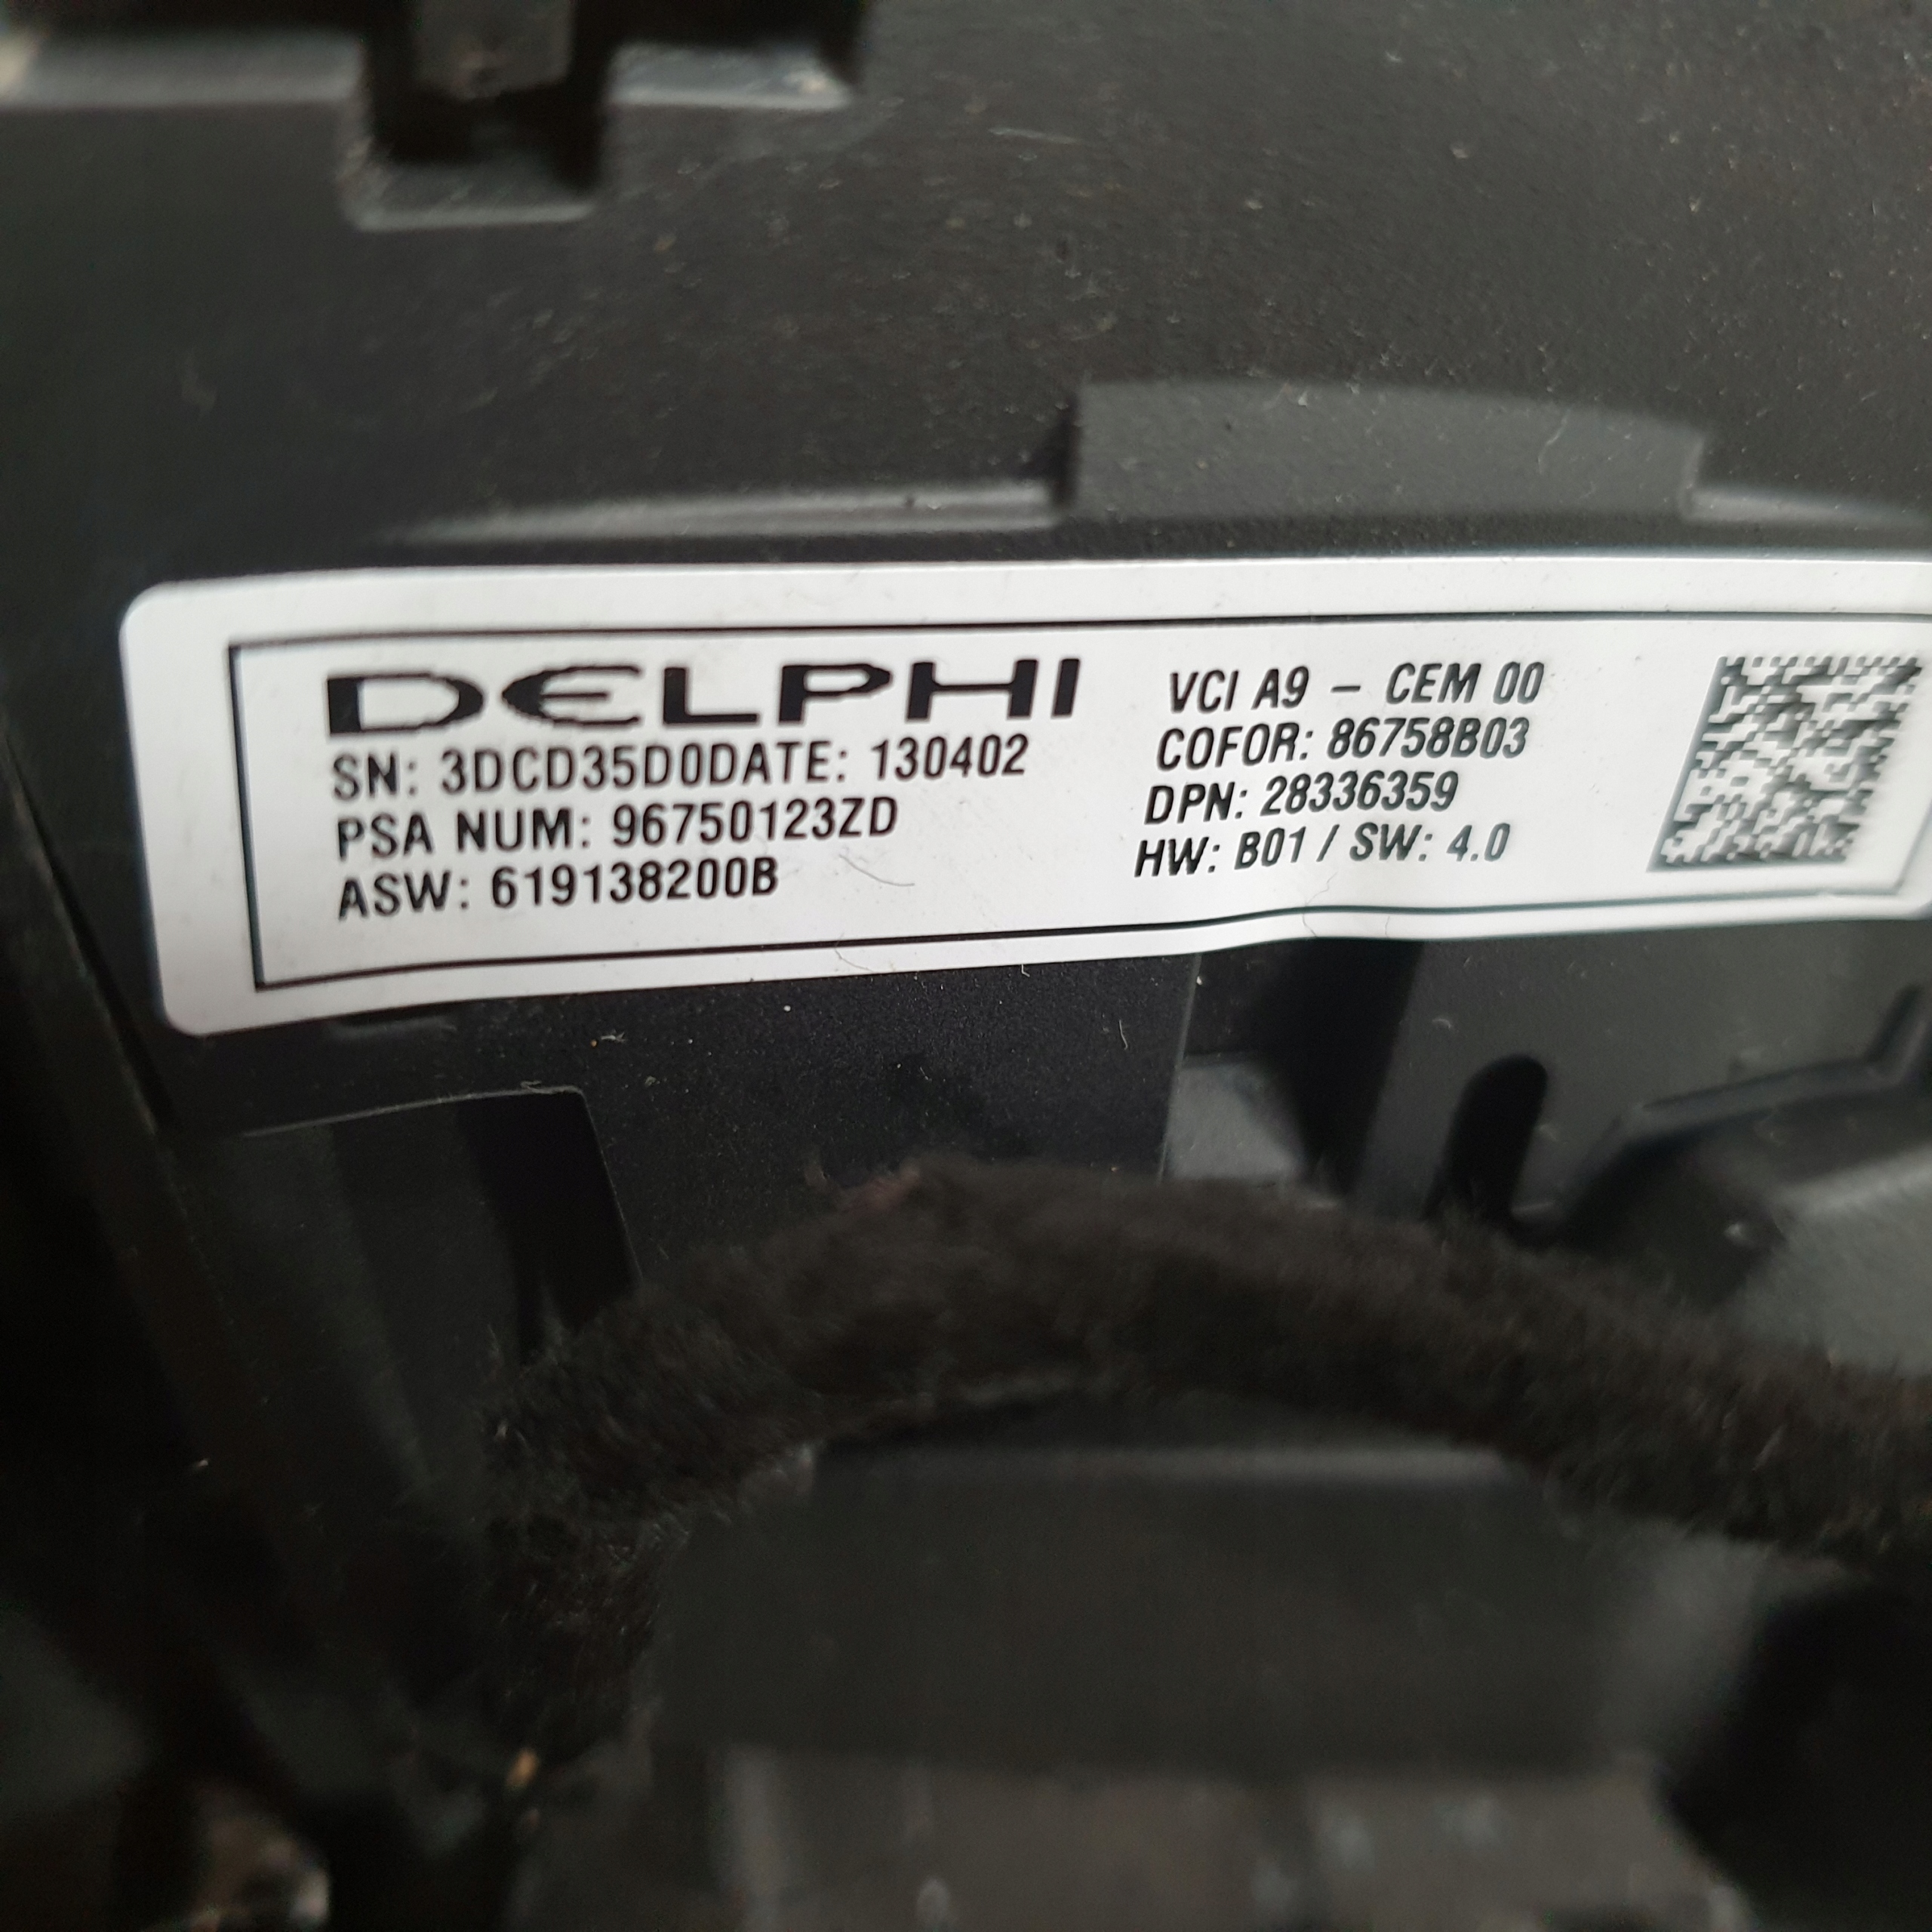 DELPHI
SN: 3DCD35D0DATE: 130402
PSA NUM: 96750123ZD
ASW: 619138200B
VCI A9 – CEM 00
COFOR: 86758B03
DPN: 28336359
HW: B01 / SW: 4.0